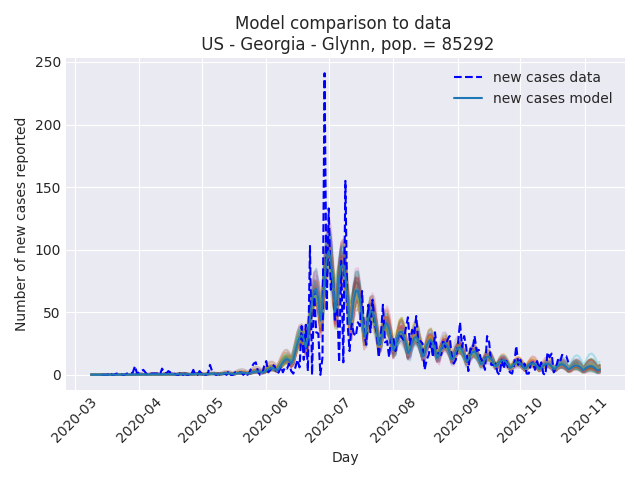 Model comparison to data
US - Georgia - Glynn, pop. = 85292
new cases data
new cases model
Number of new cases reported
250
200
150
100
50
0
2020-03
2020-04
2020-05
2020-06
2020-07
2020-08
2020-09
2020-10
2020-11
Day